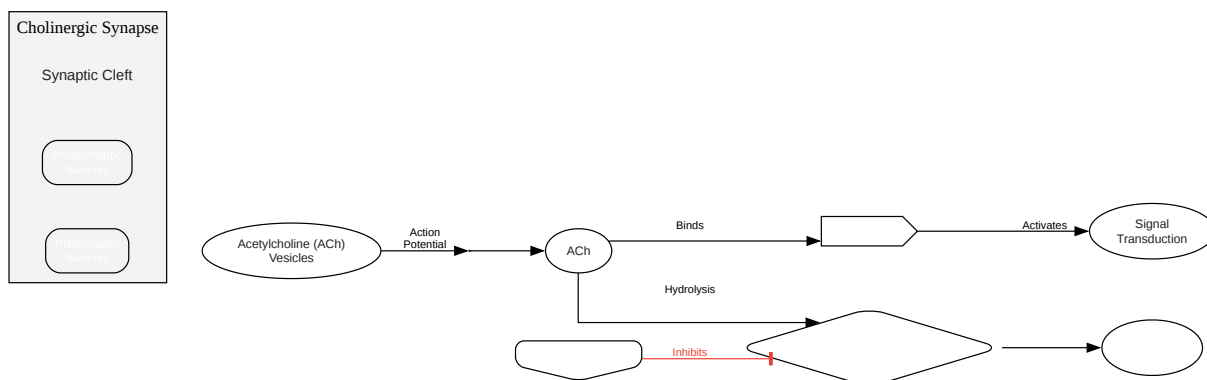 Cholinergic Synapse
Synaptic Cleft
Postsynaptic
Neuron
Presynaptic
Neuron
Acetylcholine (ACh)
Vesicles
Action
Potential
ACh
Binds
Activates
Signal
Transduction
Hydrolysis
Inhibits